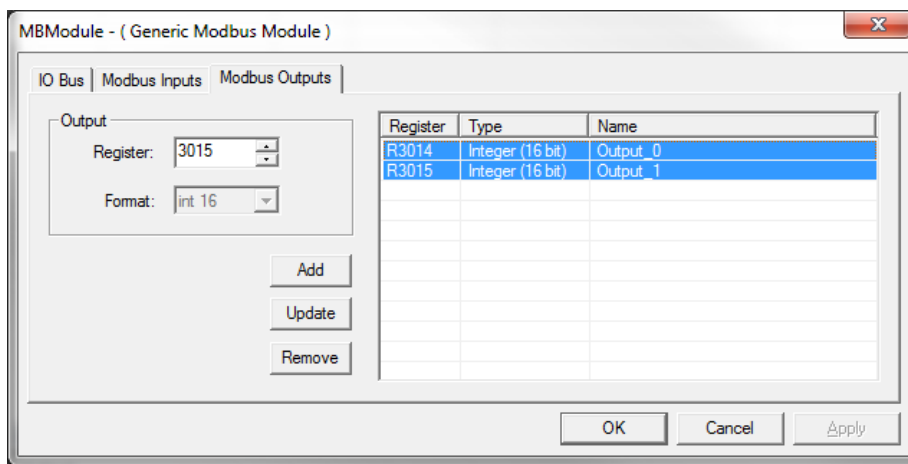 MBModule - ( Generic Modbus Module )
IO Bus Modbus Inputs Modbus Outputs
Output
Register: 3015
Format: int 16
Add
Update
Remove
Register Type Name
R3014 Integer (16 bit) Output_0
R3015 Integer (16 bit) Output_1
OK Cancel Apply